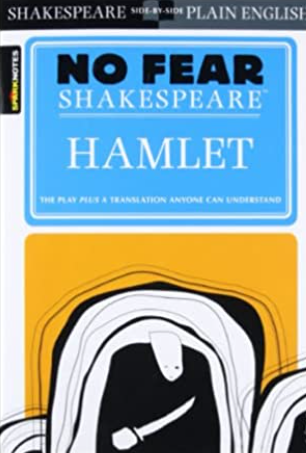 SHAKESPEARE SIDE-BY-SIDE PLAIN ENGLISH
SPARKNOTES
NO FEAR
SHAKESPEARE™
HAMLET
THE PLAY PLUS A TRANSLATION ANYONE CAN UNDERSTAND